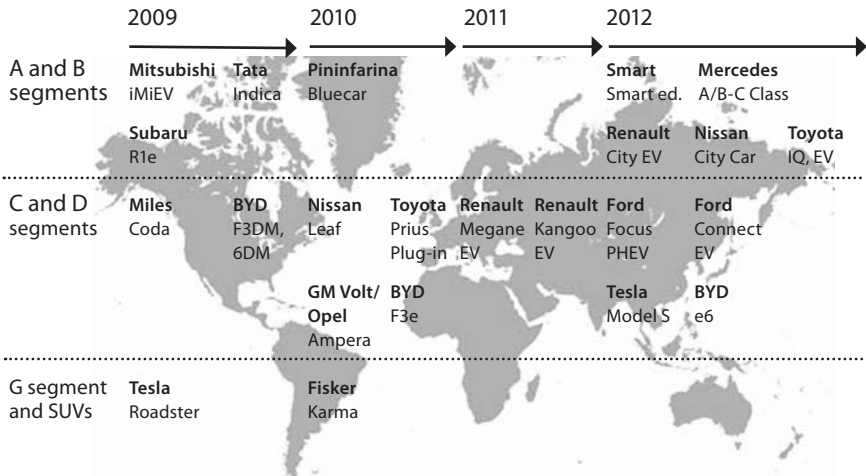 2009 2010 2011 2012
A and B
segments
Mitsubishi Tata Pininfarina Smart Mercedes
iMiEV Indica Bluecar Smart ed. A/B-C Class
Subaru Renault Nissan Toyota
R1e City EV City Car IQ, EV
C and D
segments
Miles BYD Nissan Toyota Renault Renault Ford Ford
Coda F3DM, Leaf Prius Megane Kangoo Focus Connect
6DM Plug-in EV EV PHEV EV
GM Volt/ BYD Tesla BYD
Opel F3e Model S e6
Ampera
G segment
and SUVs
Tesla Fisker
Roadster Karma